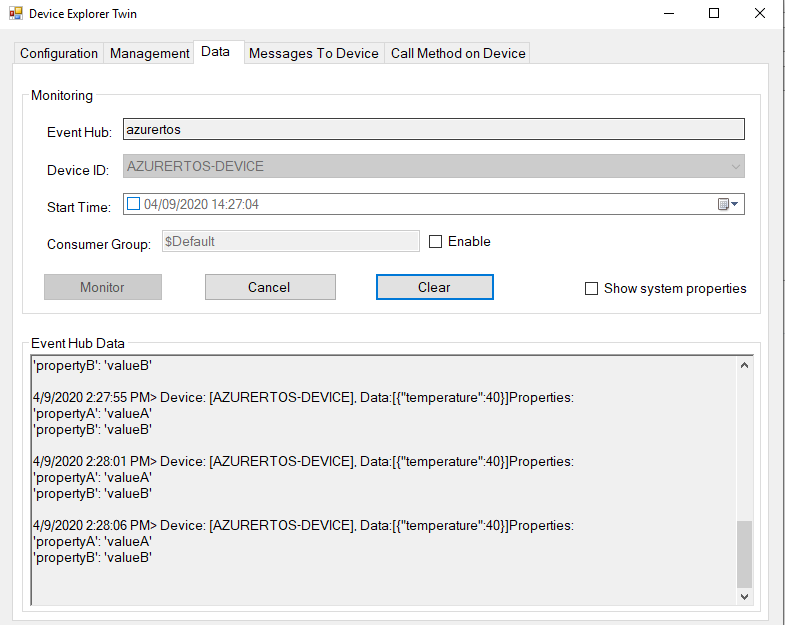 Device Explorer Twin
Configuration Management Data Messages To Device Call Method on Device
Monitoring
Event Hub: azurertos
Device ID: AZURERTOS-DEVICE
Start Time: 04/09/2020 14:27:04
Consumer Group: $Default Enable
Monitor Cancel Clear Show system properties
Event Hub Data
'propertyB': 'valueB'
4/9/2020 2:27:55 PM> Device: [AZURERTOS-DEVICE], Data:[{"temperature":40}]Properties:
'propertyA': 'valueA'
'propertyB': 'valueB'
4/9/2020 2:28:01 PM> Device: [AZURERTOS-DEVICE], Data:[{"temperature":40}]Properties:
'propertyA': 'valueA'
'propertyB': 'valueB'
4/9/2020 2:28:06 PM> Device: [AZURERTOS-DEVICE], Data:[{"temperature":40}]Properties:
'propertyA': 'valueA'
'propertyB': 'valueB'